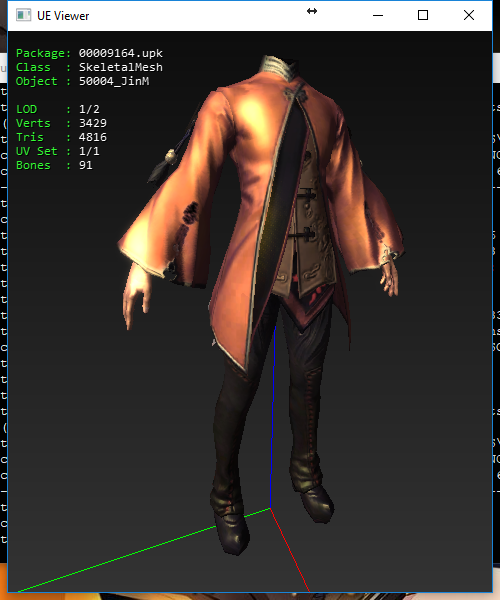 UE Viewer
Package: 00009164.upk
Class : SkeletalMesh
Object : 50004_JinM
LOD : 1/2
Verts : 3429
Tris : 4816
UV Set : 1/1
Bones : 91